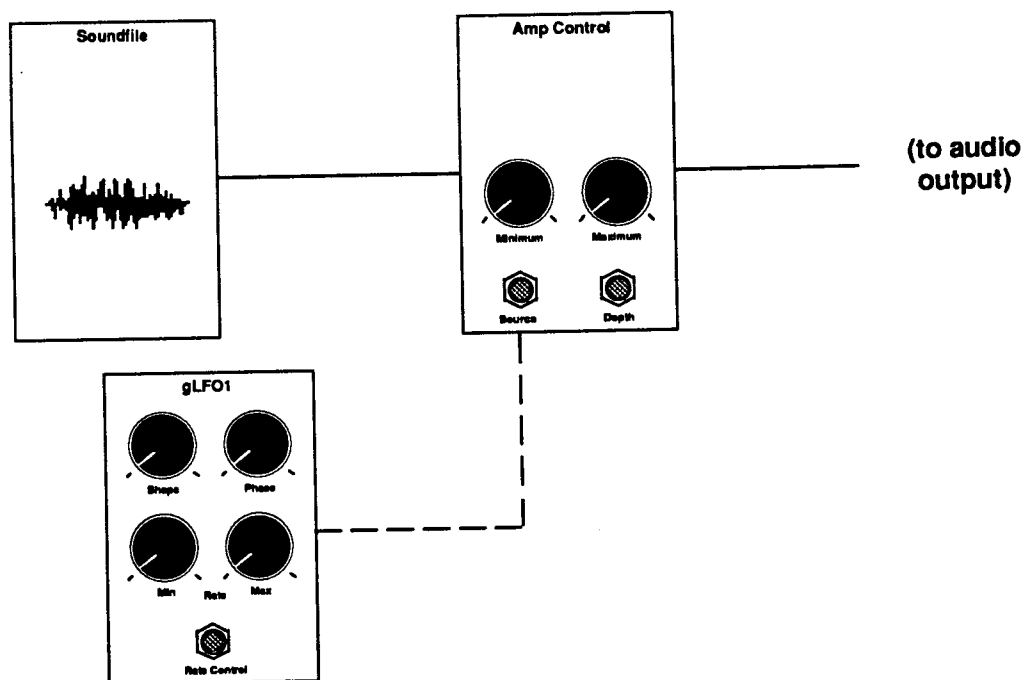 Soundfile
Amp Control
(to audio
output)
Minimum
Maximum
Source
Depth
gLFO1
Shape
Phase
Min
Rate
Max
Rate Control